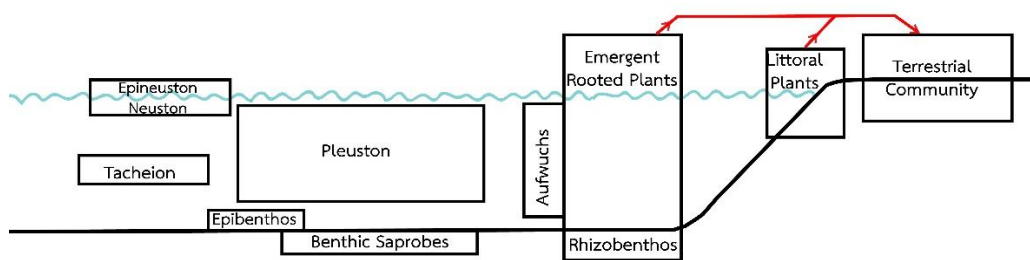 Epineuston
Neuston
Tacheion
Pleuston
Epibenthos
Benthic Saprobes
Aufwuchs
Emergent
Rooted Plants
Rhizobenthos
Littoral
Plants
Terrestrial
Community